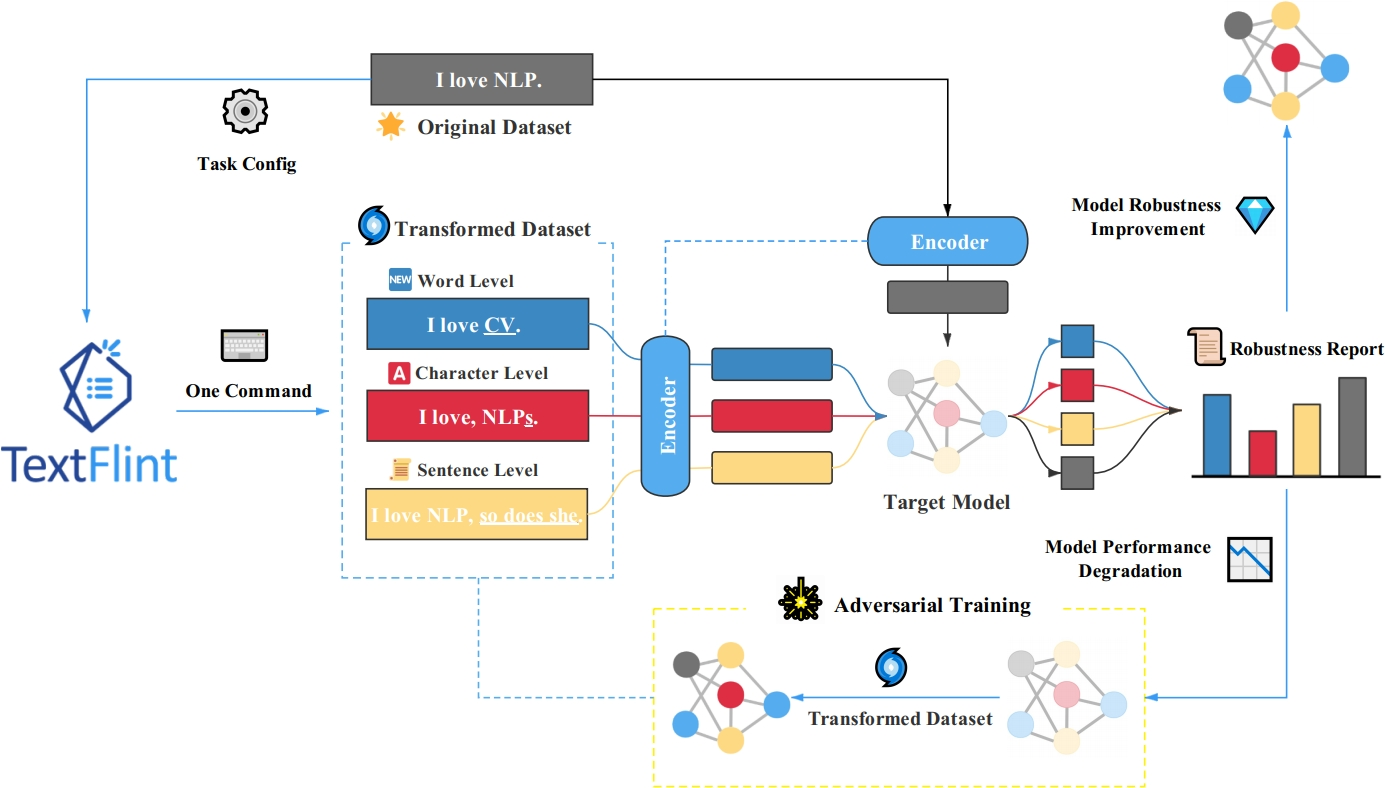 I love NLP.
Original Dataset
Task Config
Transformed Dataset
NEW Word Level
I love CV.
A Character Level
I love, NLPs.
Sentence Level
I love NLP, so does she.
TextFlint
One Command
Encoder
Encoder
Target Model
Model Robustness
Improvement
Robustness Report
Model Performance
Degradation
Adversarial Training
Transformed Dataset